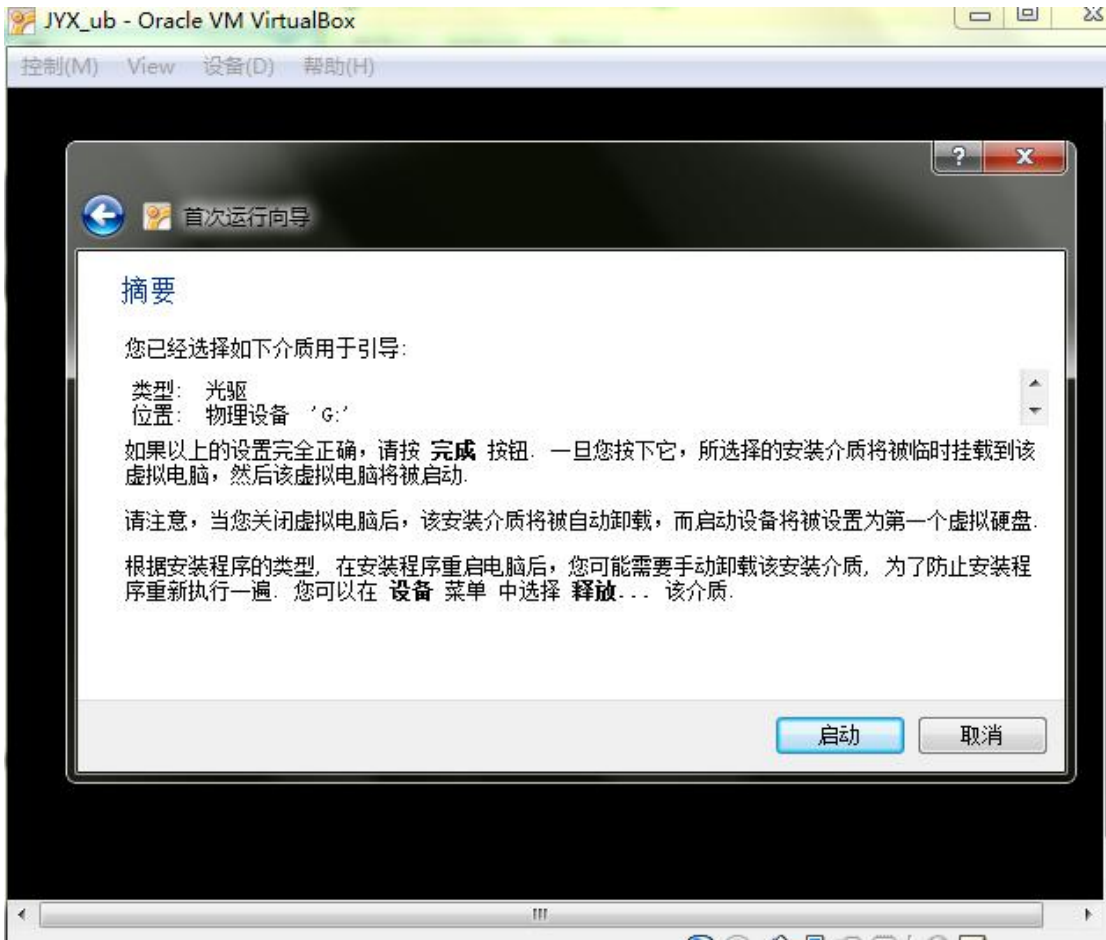 JYX_ub - Oracle VM VirtualBox
控制(M) View 设备(D) 帮助(H)
首次运行向导
摘要
您已经选择如下介质用于引导:
类型: 光驱
位置: 物理设备 'G:'
如果以上的设置完全正确，请按 完成 按钮. 一旦您按下它，所选择的安装介质将被临时挂载到该
虚拟电脑，然后该虚拟电脑将被启动.
请注意，当您关闭虚拟电脑后，该安装介质将被自动卸载，而启动设备将被设置为第一个虚拟硬盘.
根据安装程序的类型, 在安装程序重启电脑后，您可能需要手动卸载该安装介质, 为了防止安装程
序重新执行一遍. 您可以在 设备 菜单 中选择 释放... 该介质.
启动 取消